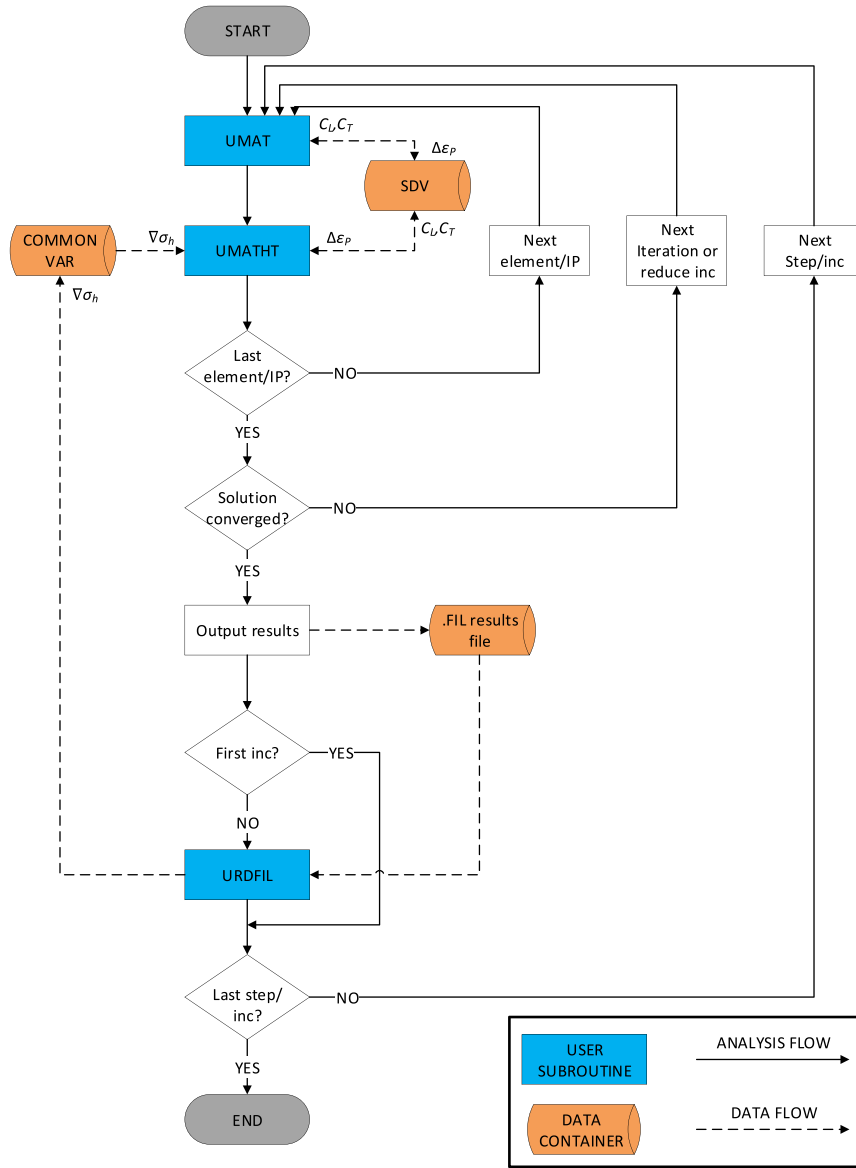 START
UMAT
C_L,C_T
Δε_P
SDV
COMMON
VAR
∇σ_h
UMATHT
Δε_P
C_L,C_T
∇σ_h
Next
element/IP
Next
Iteration or
reduce inc
Next
Step/inc
Last
element/IP?
NO
YES
Solution
converged?
NO
YES
Output results
.FIL results
file
First inc?
YES
NO
URDFIL
Last step/
inc?
NO
YES
END
USER
SUBROUTINE
ANALYSIS FLOW
DATA
CONTAINER
DATA FLOW